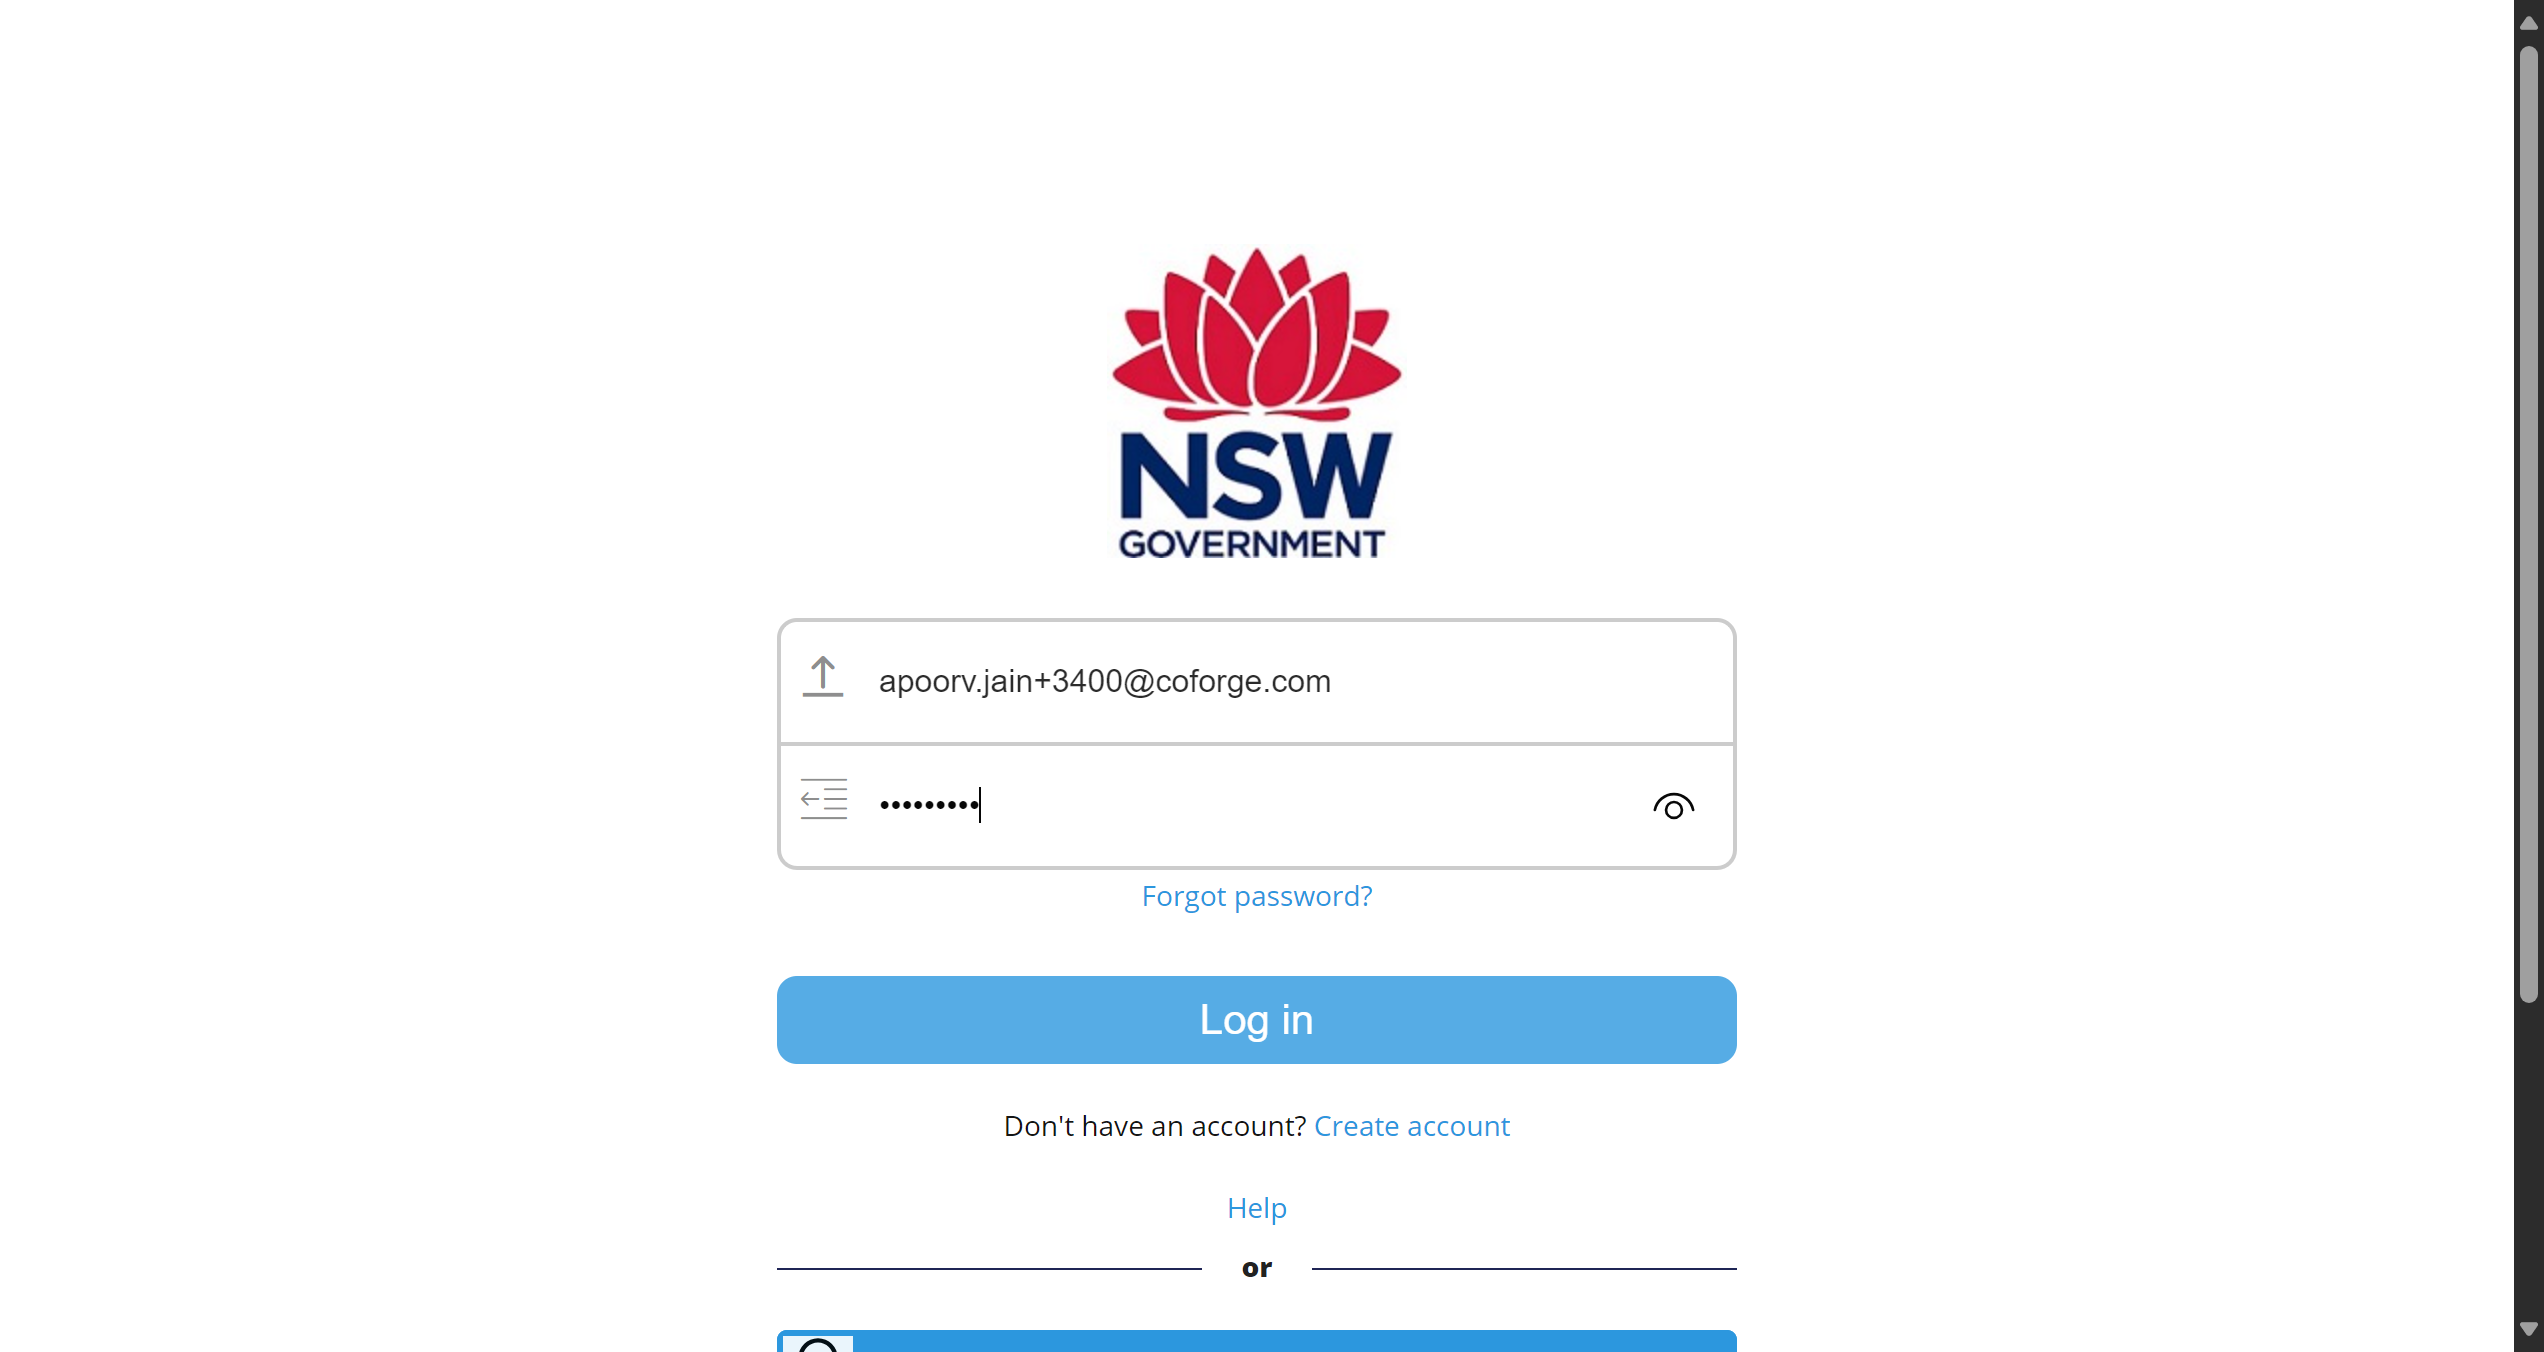 NSW
GOVERNMENT
apoorv.jain+3400@coforge.com
•••••••••
Forgot password?
Log in
Don't have an account? Create account
Help
or